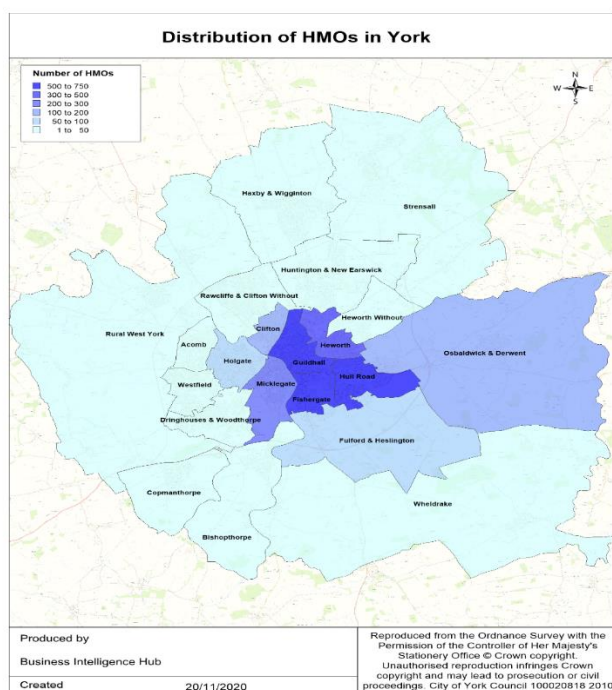 Distribution of HMOs in York
Number of HMOs
500 to 750
300 to 500
200 to 300
100 to 200
50 to 100
1 to 50
N
W E
S
Haxby & Wigginton
Strensall
Huntington & New Earswick
Rawcliffe & Clifton Without
Heworth Without
Rural West York
Clifton
Acomb
Heworth
Osbaldwick & Derwent
Holgate
Guildhall
Hull Road
Westfield
Micklegate
Fishergate
Dringhouses & Woodthorpe
Fulford & Heslington
Copmanthorpe
Wheldrake
Bishopthorpe
Produced by
Business Intelligence Hub
Created 20/11/2020
Reproduced from the Ordnance Survey with the
Permission of the Controller of Her Majesty's
Stationery Office © Crown copyright.
Unauthorised reproduction infringes Crown
copyright and may lead to prosecution or civil
proceedings. City of York Council 100020818 2010